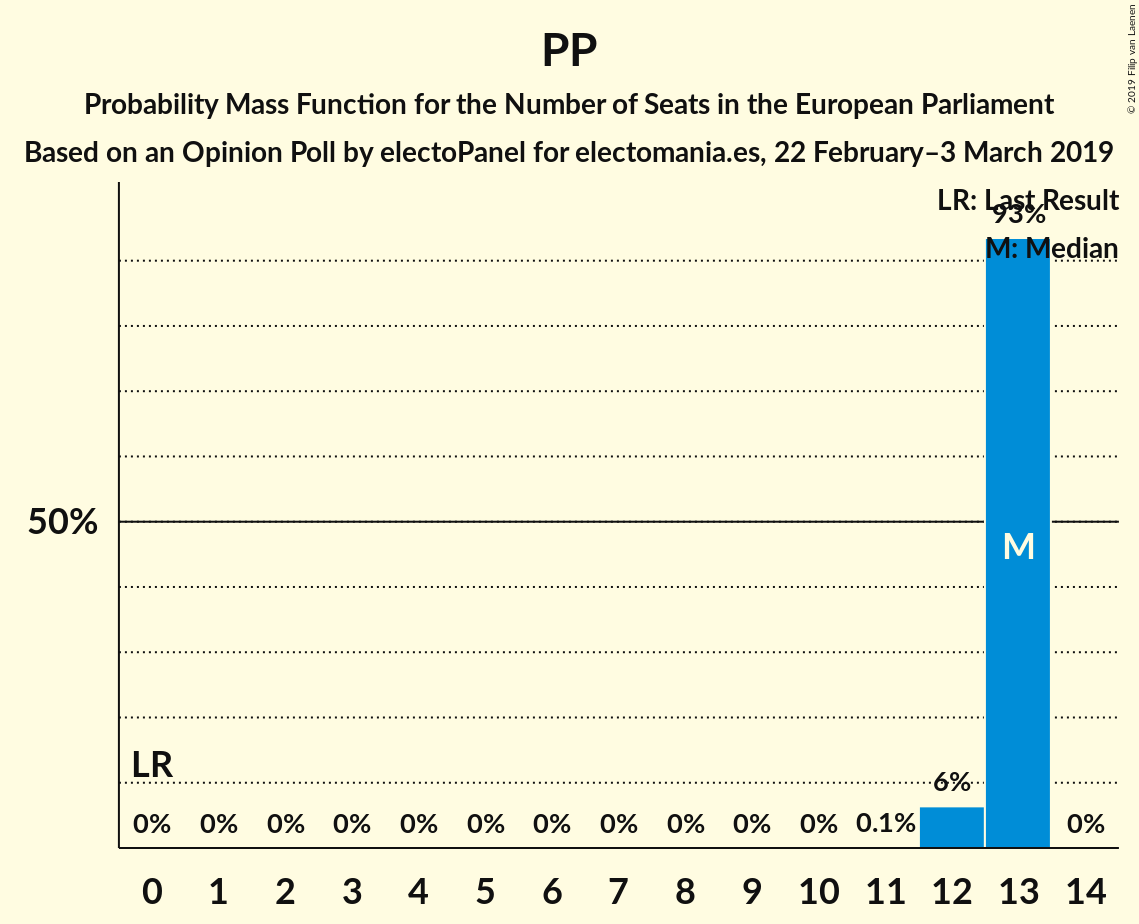 PP
Probability Mass Function for the Number of Seats in the European Parliament
Based on an Opinion Poll by electoPanel for electomania.es, 22 February–3 March 2019
© 2019 Filip van Laenen
LR: Last Result
93%
M: Median
50%
M
LR
6%
0% 0% 0% 0% 0% 0% 0% 0% 0% 0% 0% 0.1% 0%
0 1 2 3 4 5 6 7 8 9 10 11 12 13 14